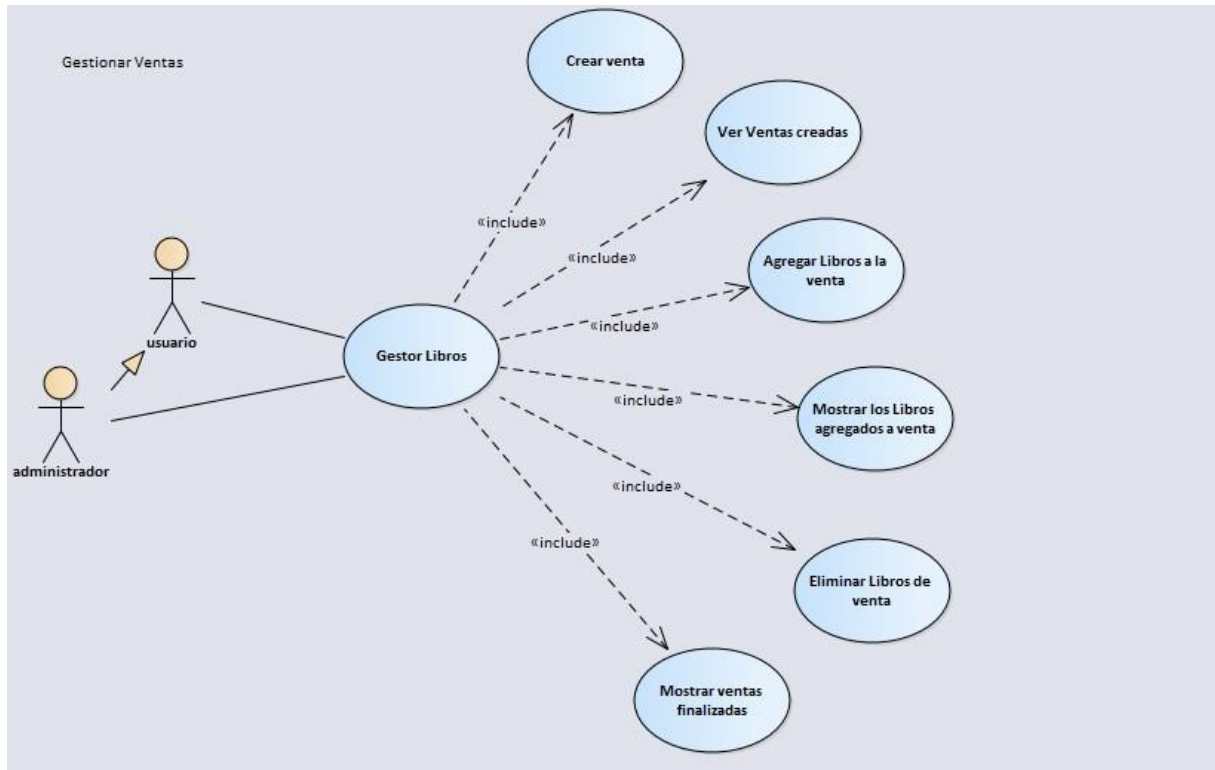 Gestionar Ventas
Crear venta
Ver Ventas creadas
«include»
«include»
Agregar Libros a la
venta
«include»
usuario
Gestor Libros
«include»
Mostrar los Libros
agregados a venta
administrador
«include»
«include»
Eliminar Libros de
venta
Mostrar ventas
finalizadas